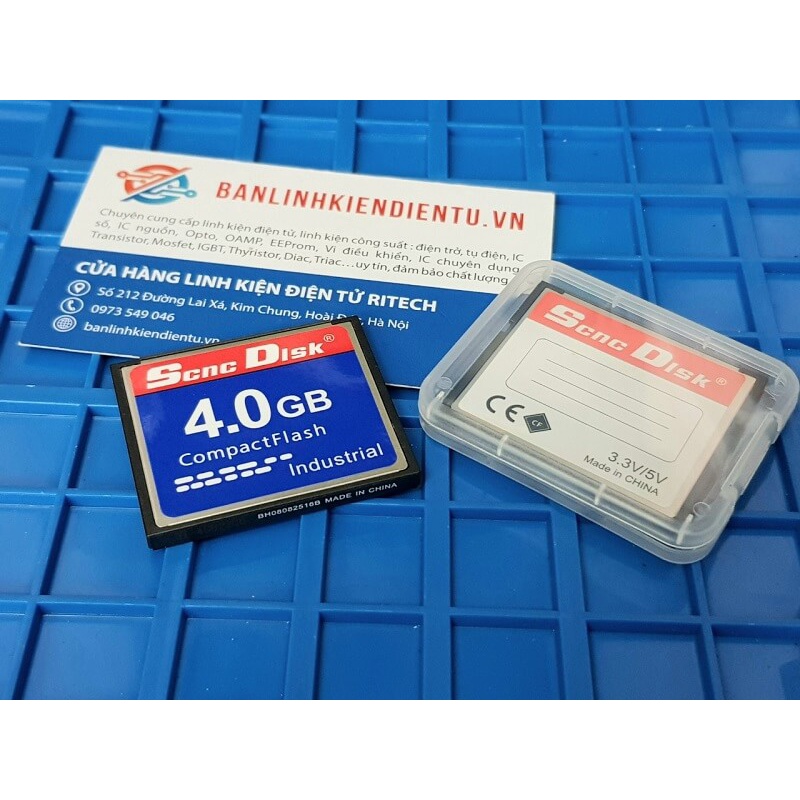 BANLINHKIENDIENTU.VN
Chuyên cung cấp linh kiện điện tử, linh kiện công suất : điện trở, tụ điện, IC
số, IC nguồn, Opto, OAMP, EEProm, Vi điều khiển, IC chuyên dụng
Transistor, Mosfet, IGBT, Thyristor, Diac, Triac...uy tín, đảm bảo chất lượng
CỬA HÀNG LINH KIỆN ĐIỆN TỬ RITECH
Số 212 Đường Lai Xá, Kim Chung, Hoài Đức, Hà Nội
0973 549 046
banlinhkiendientu.vn
SCNC DISK®
4.0GB
CompactFlash
Industrial
BH08082516B MADE IN CHINA
SCNC DISK®
CE
3.3V/5V
Made in CHINA